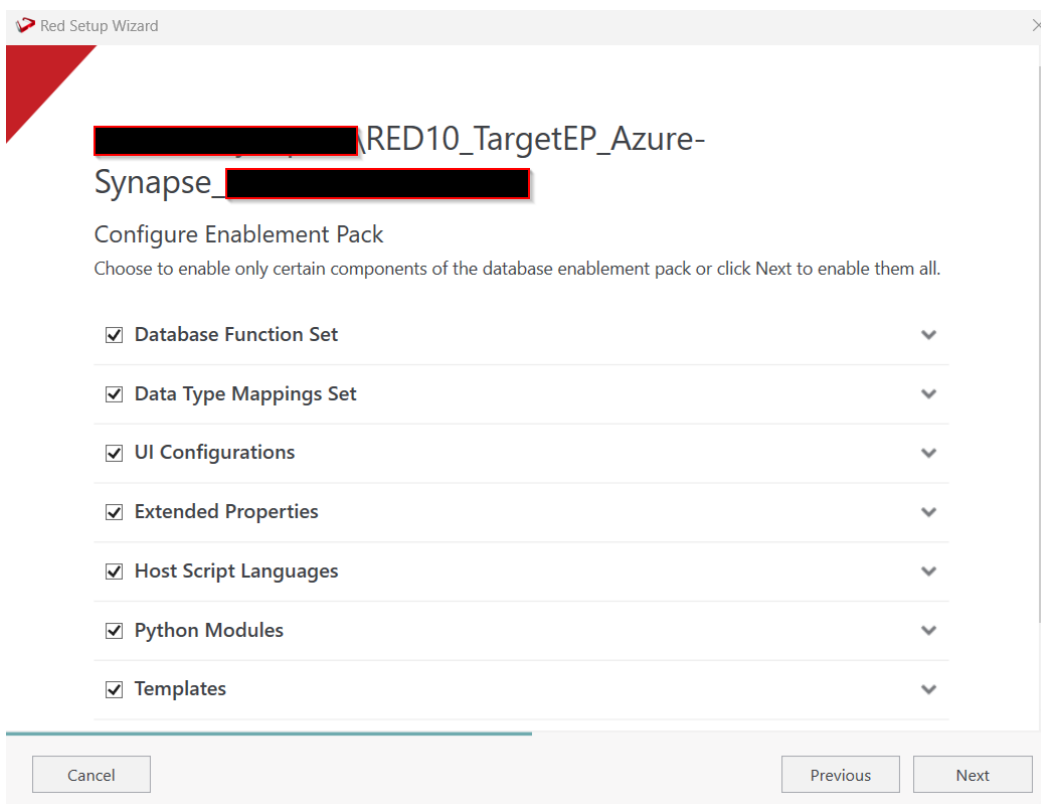 Red Setup Wizard
\RED10_TargetEP_Azure-
Synapse_
Configure Enablement Pack
Choose to enable only certain components of the database enablement pack or click Next to enable them all.
Database Function Set
Data Type Mappings Set
UI Configurations
Extended Properties
Host Script Languages
Python Modules
Templates
Cancel
Previous
Next